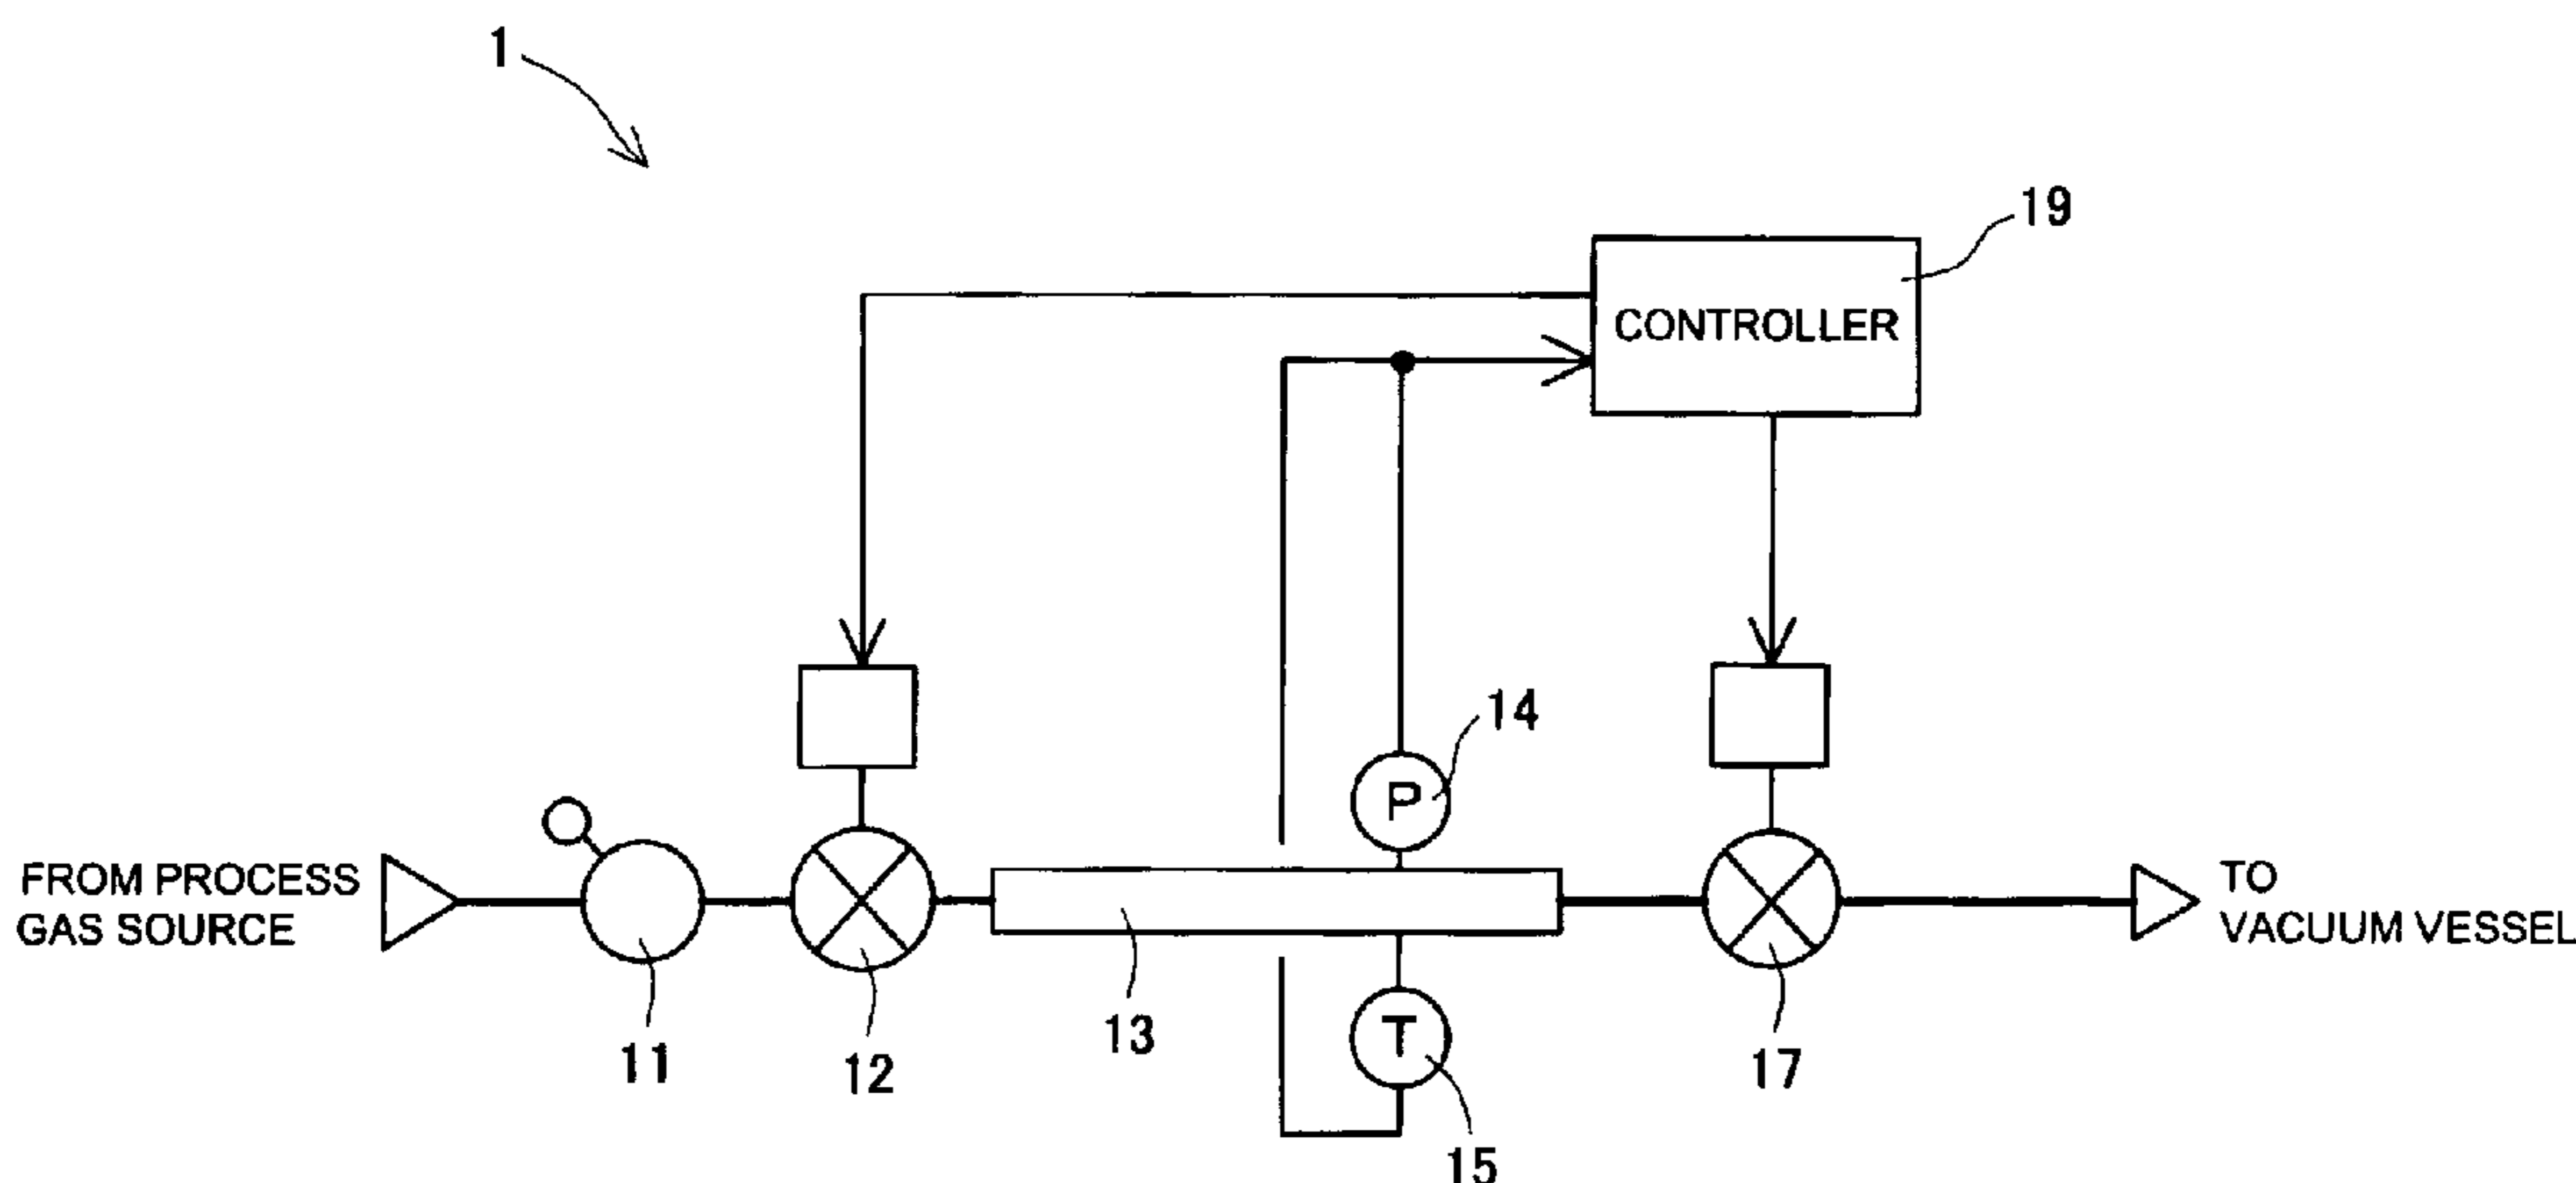 1
19
CONTROLLER
14
P
FROM PROCESS
GAS SOURCE
TO
VACUUM VESSEL
13
T
11
12
17
15